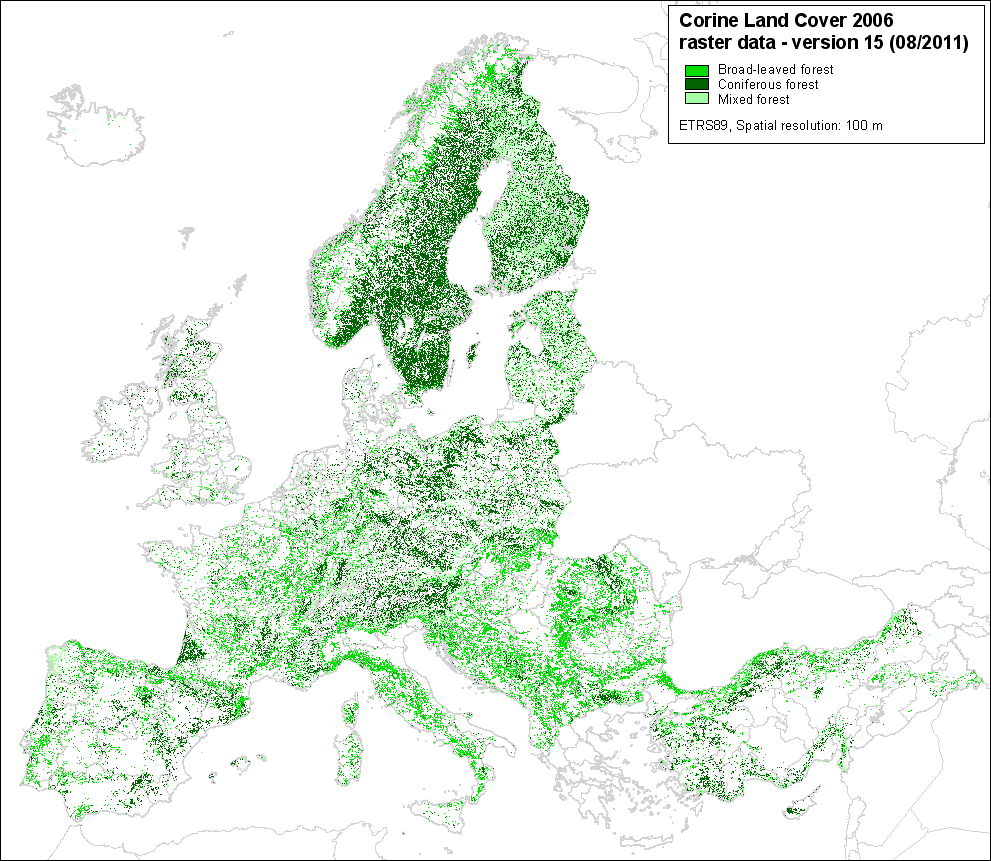 Corine Land Cover 2006
raster data - version 15 (08/2011)
Broad-leaved forest
Coniferous forest
Mixed forest
ETRS89, Spatial resolution: 100 m